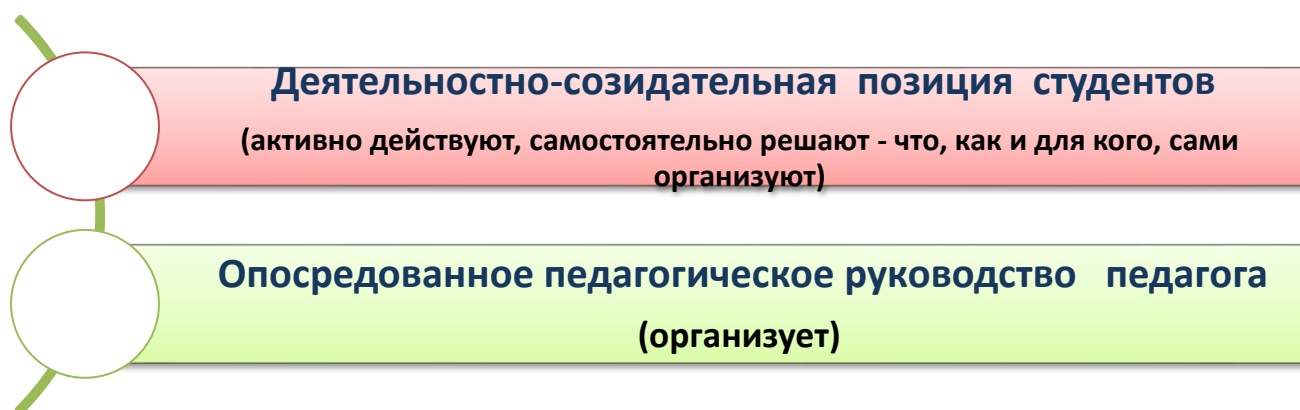 Деятельностно-созидательная позиция студентов
(активно действуют, самостоятельно решают - что, как и для кого, сами
организуют)
Опосредованное педагогическое руководство педагога
(организует)